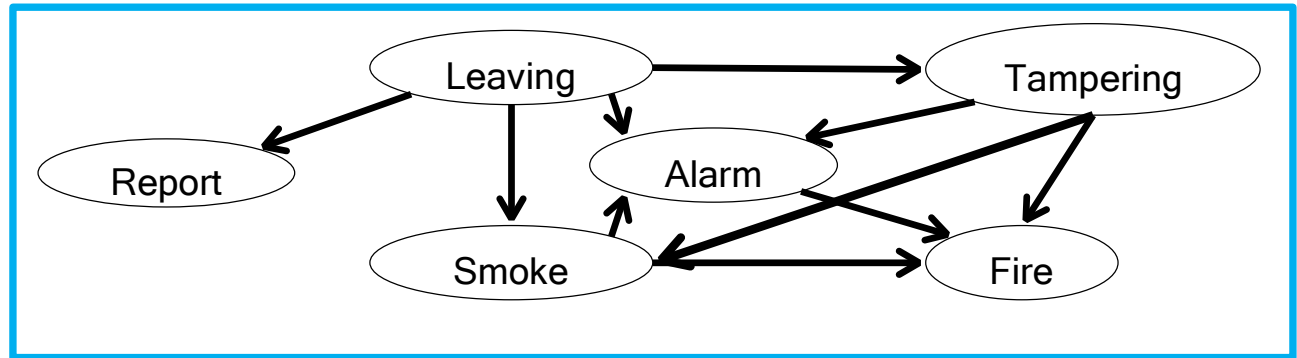 Leaving
Tampering
Report
Alarm
Smoke
Fire